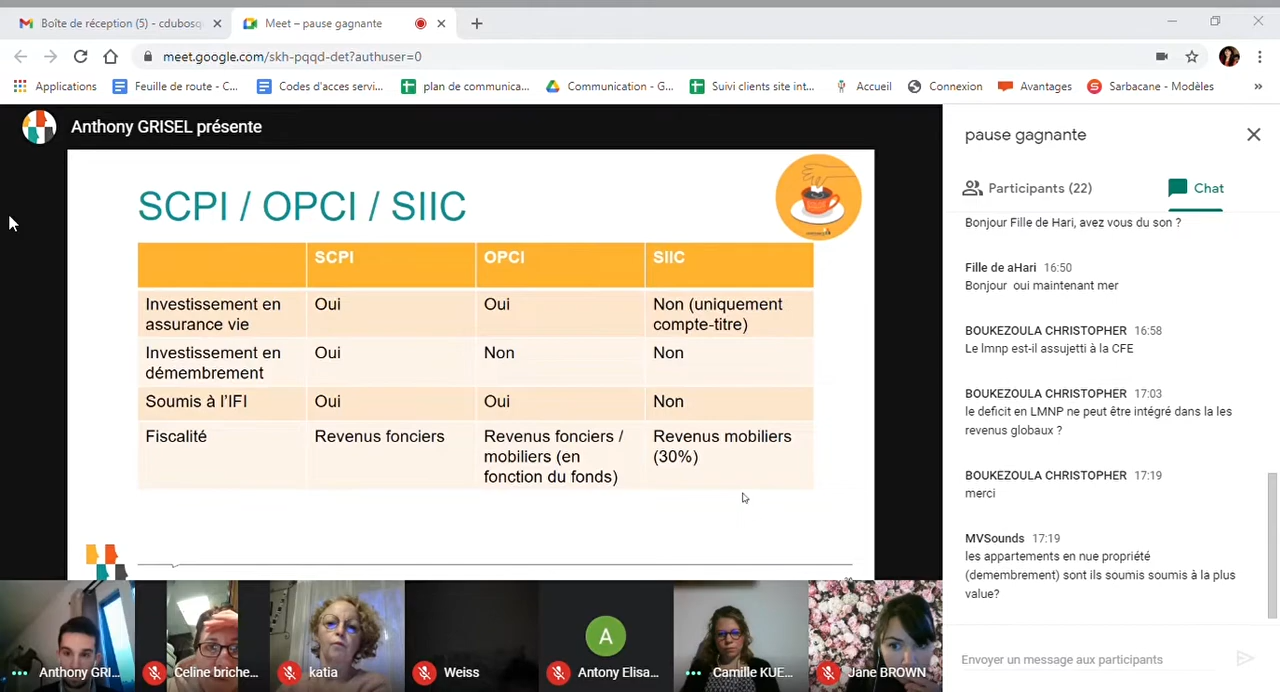 Boîte de réception (5) - cdubosq
Meet – pause gagnante
meet.google.com/skh-pqqd-det?authuser=0
Applications
Feuille de route - C...
Codes d'acces servi...
plan de communica...
Communication - G...
Suivi clients site int...
Accueil
Connexion
Avantages
Sarbacane - Modèles
Anthony GRISEL présente
SCPI / OPCI / SIIC
SCPI OPCI SIIC
Investissement en assurance vie Oui Oui Non (uniquement compte-titre)
Investissement en démembrement Oui Non Non
Soumis à l'IFI Oui Oui Non
Fiscalité Revenus fonciers Revenus fonciers / mobiliers (en fonction du fonds) Revenus mobiliers (30%)
Anthony GRI...
Celine briche...
katia
Weiss
A
Antony Elisa...
Camille KUE...
Jane BROWN
pause gagnante
Participants (22)
Chat
Bonjour Fille de Hari, avez vous du son ?
Fille de aHari 16:50
Bonjour oui maintenant mer
BOUKEZOULA CHRISTOPHER 16:58
Le lmnp est-il assujetti à la CFE
BOUKEZOULA CHRISTOPHER 17:03
le deficit en LMNP ne peut être intégré dans la les
revenus globaux ?
BOUKEZOULA CHRISTOPHER 17:19
merci
MVSounds 17:19
les appartements en nue propriété
(demembrement) sont ils soumis soumis à la plus
value?
Envoyer un message aux participants